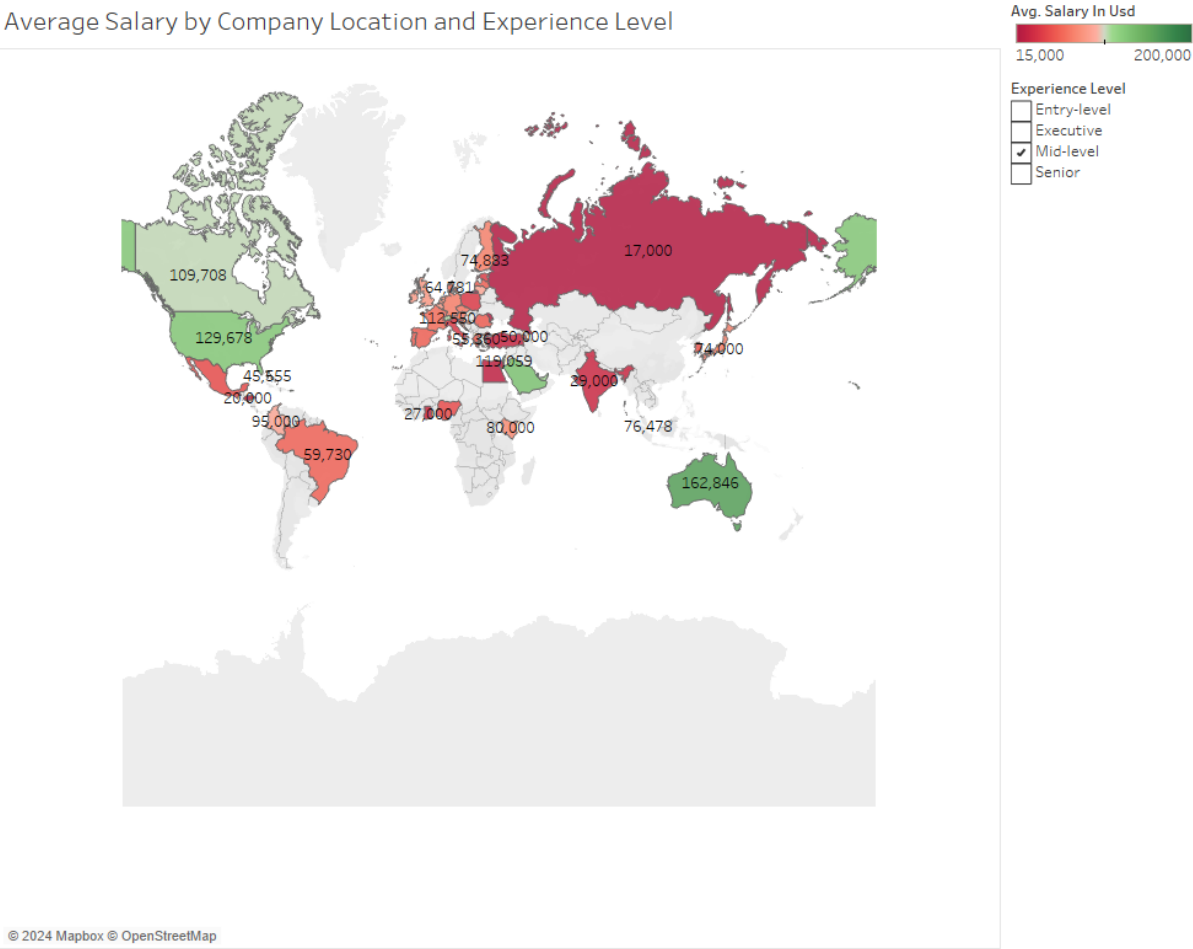 Average Salary by Company Location and Experience Level
Avg. Salary In Usd
15,000
200,000
Experience Level
Entry-level
Executive
Mid-level
Senior
109,708
17,000
74,833
64,781
129,678
112,550
50,000
74,000
119,059
45,555
29,000
20,000
27,000
95,000
80,000
76,478
59,730
162,846
© 2024 Mapbox © OpenStreetMap